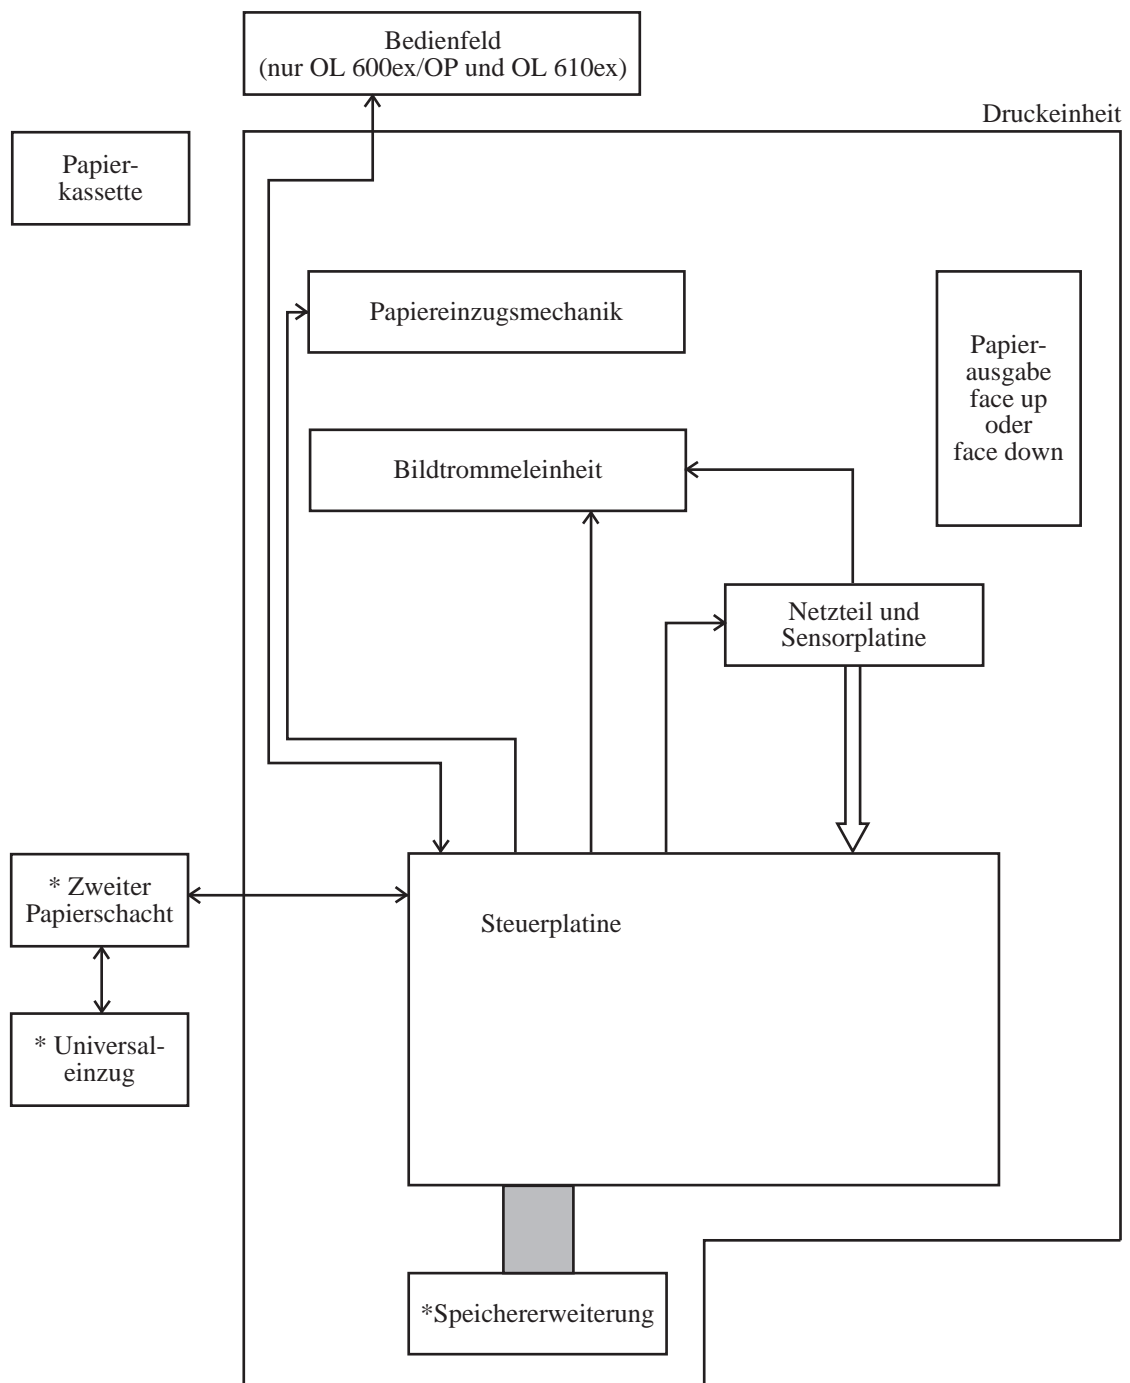 Bedienfeld
(nur OL 600ex/OP und OL 610ex)
Druckeinheit
Papier-
kassette
Papiereinzugsmechanik
Papier-
ausgabe
face up
oder
face down
Bildtrommeleinheit
Netzteil und
Sensorplatine
* Zweiter
Papierschacht
Steuerplatine
* Universal-
einzug
*Speichererweiterung